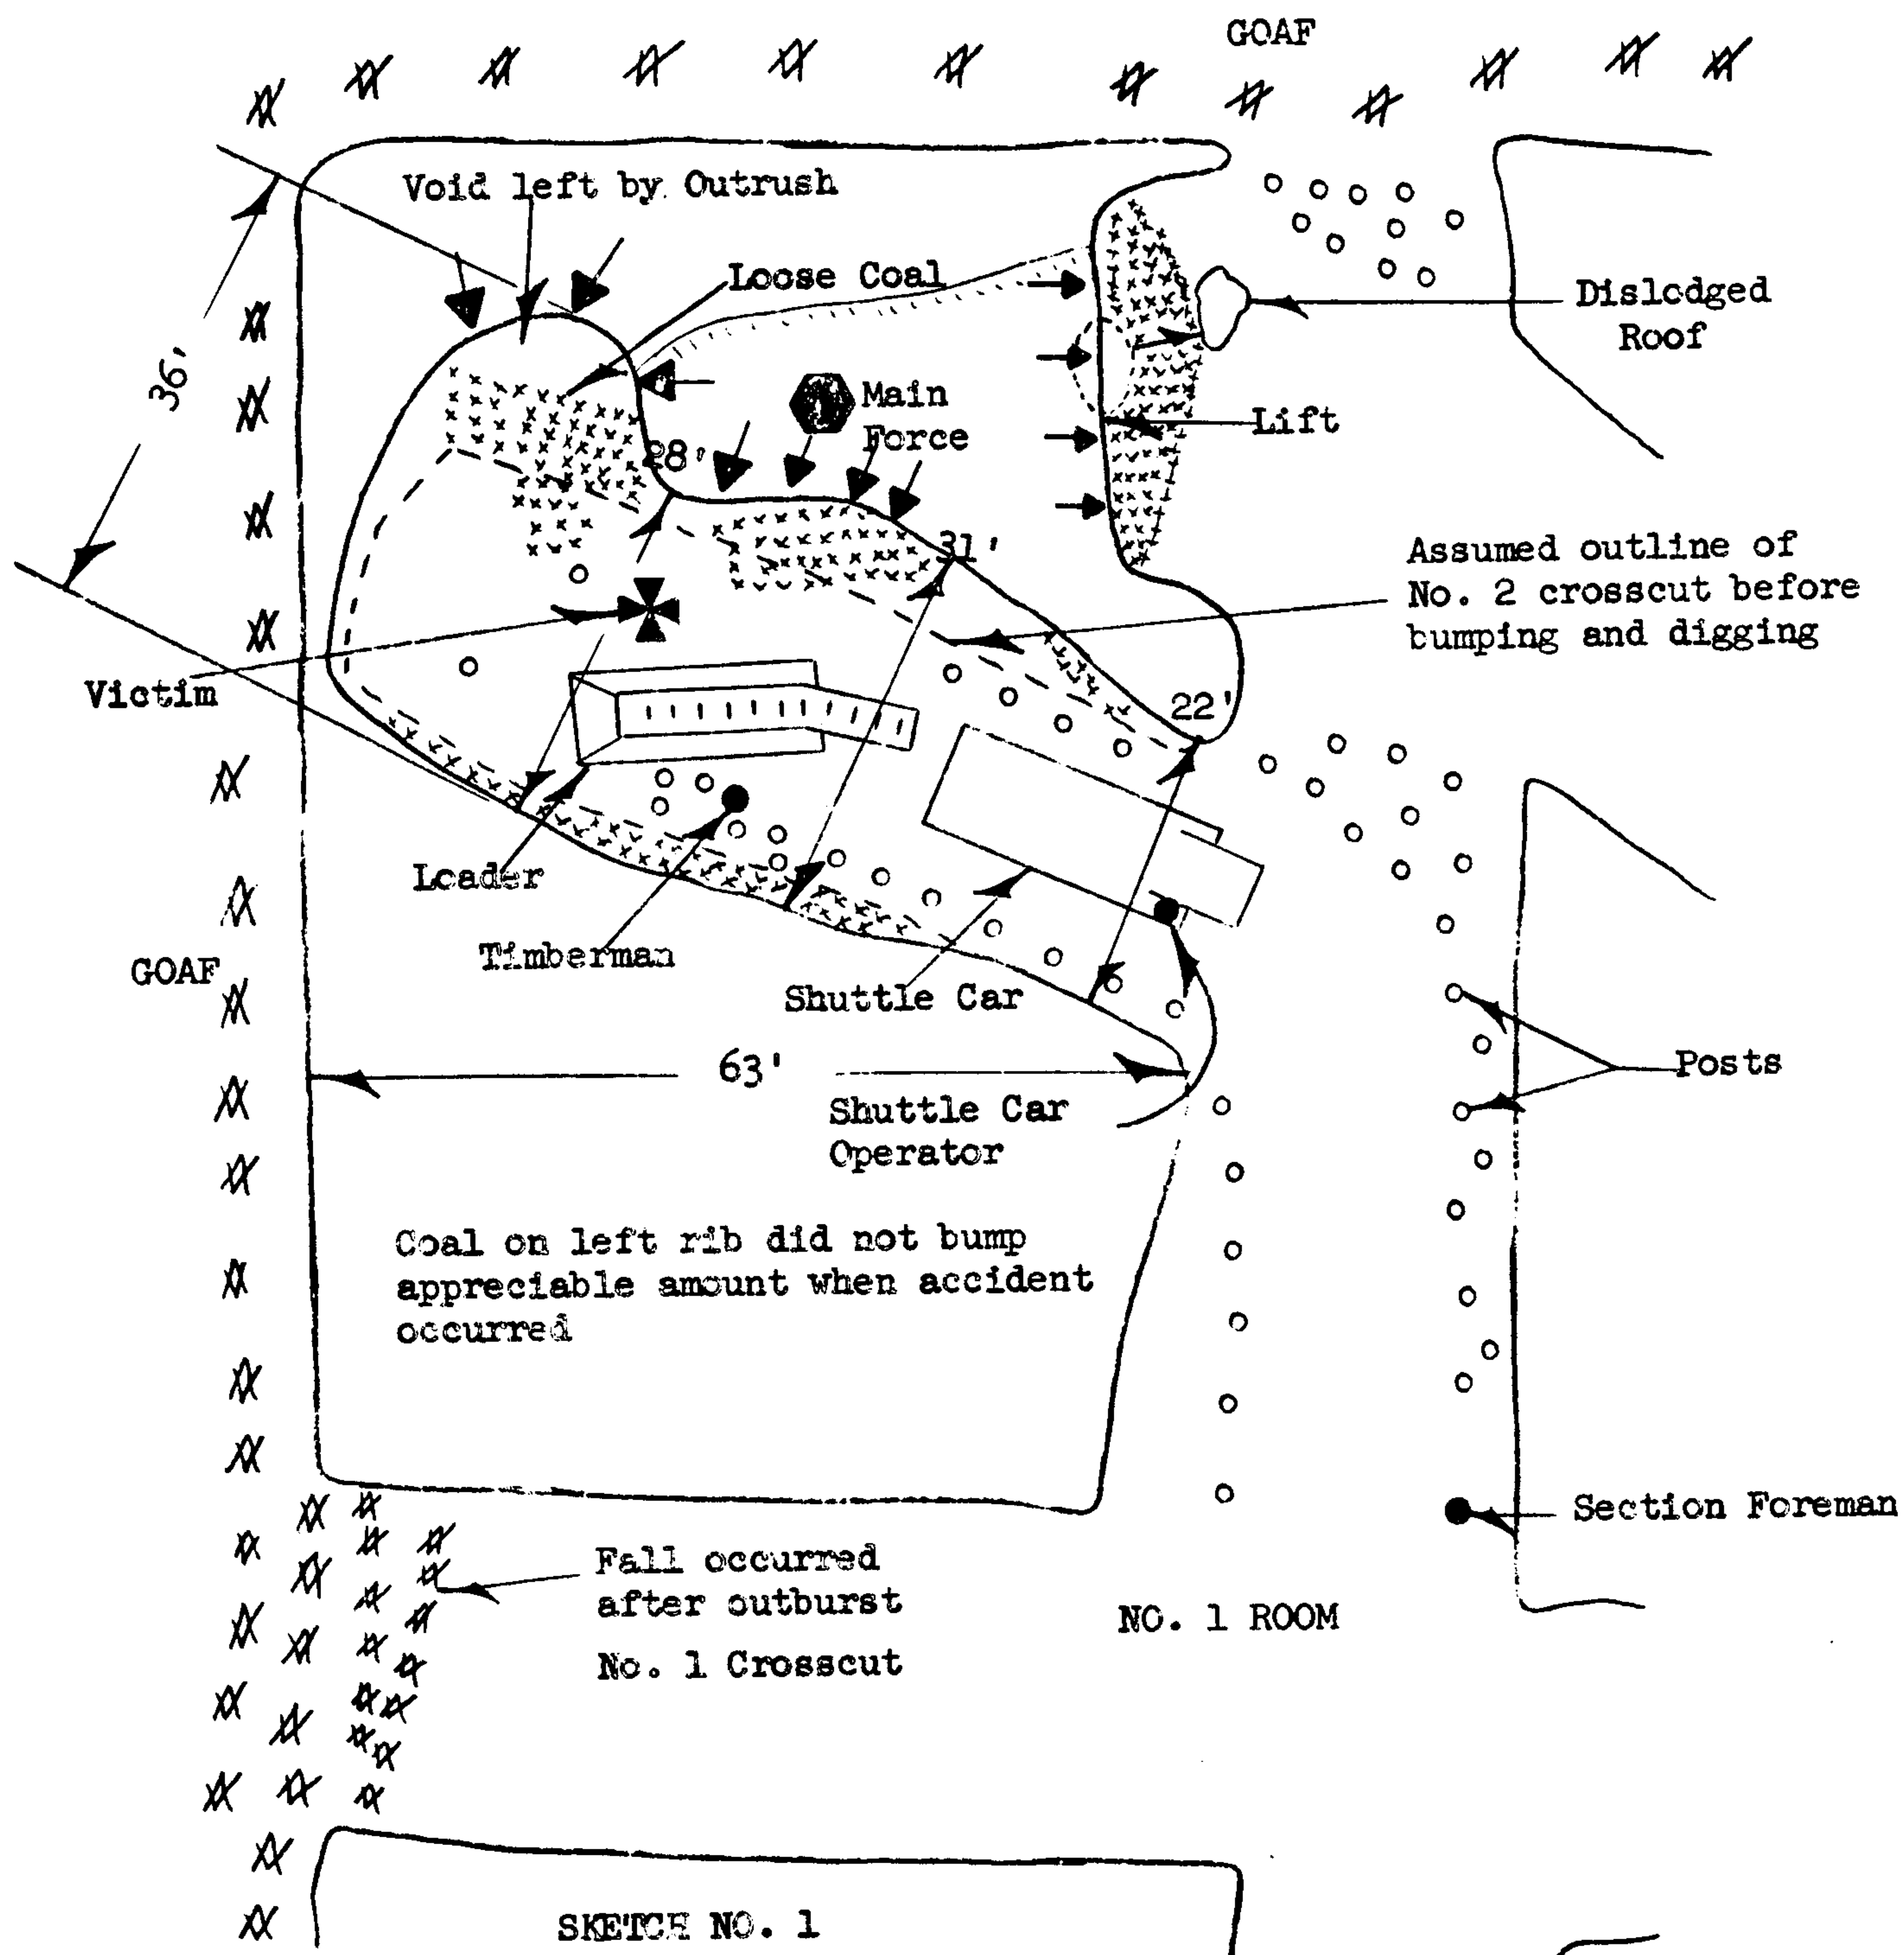 GOAF
Void left by Outrush
Loose Coal
Dislodged
Roof
36'
Main
Force
Lift
28'
31'
Assumed outline of
No. 2 crosscut before
bumping and digging
Victim
22'
Loader
Timberman
GOAF
Shuttle Car
63'
Posts
Shuttle Car
Operator
Coal on left rib did not bump
appreciable amount when accident
occurred
Section Foreman
Fall occurred
after outburst
NO. 1 ROOM
No. 1 Crosscut
SKETCH NO. 1